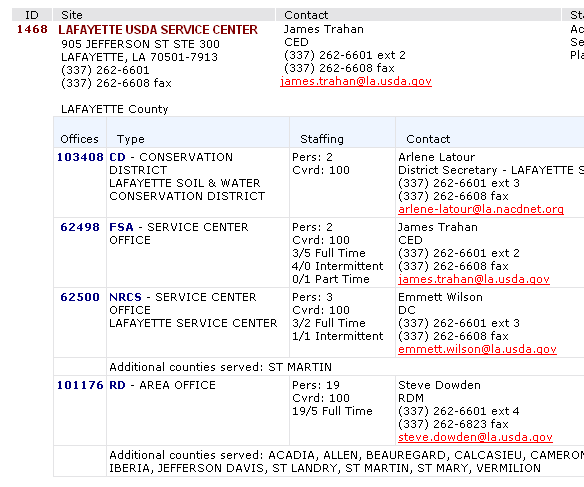 ID Site Contact Sta
1468 LAFAYETTE USDA SERVICE CENTER James Trahan Ac
905 JEFFERSON ST STE 300 CED Se
LAFAYETTE, LA 70501-7913 (337) 262-6601 ext 2 Pla
(337) 262-6601 (337) 262-6608 fax
(337) 262-6608 fax james.trahan@la.usda.gov
LAFAYETTE County
Offices Type Staffing Contact
103408 CD - CONSERVATION DISTRICT
LAFAYETTE SOIL & WATER
CONSERVATION DISTRICT
Pers: 2
Cvrd: 100
Arlene Latour
District Secretary - LAFAYETTE S
(337) 262-6601 ext 3
(337) 262-6608 fax
arlene-latour@la.nacdnet.org
62498 FSA - SERVICE CENTER
OFFICE
Pers: 2
Cvrd: 100
3/5 Full Time
4/0 Intermittent
0/1 Part Time
James Trahan
CED
(337) 262-6601 ext 2
(337) 262-6608 fax
james.trahan@la.usda.gov
62500 NRCS - SERVICE CENTER
OFFICE
LAFAYETTE SERVICE CENTER
Pers: 3
Cvrd: 100
3/2 Full Time
1/1 Intermittent
Emmett Wilson
DC
(337) 262-6601 ext 3
(337) 262-6608 fax
emmett.wilson@la.usda.gov
Additional counties served: ST MARTIN
101176 RD - AREA OFFICE
Pers: 19
Cvrd: 100
19/5 Full Time
Steve Dowden
RDM
(337) 262-6601 ext 4
(337) 262-6823 fax
steve.dowden@la.usda.gov
Additional counties served: ACADIA, ALLEN, BEAUREGARD, CALCASIEU, CAMERON
IBERIA, JEFFERSON DAVIS, ST LANDRY, ST MARTIN, ST MARY, VERMILION